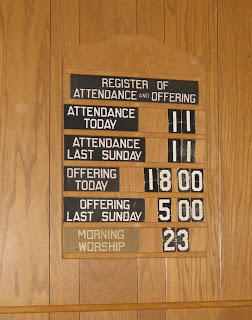 REGISTER OF
ATTENDANCE AND OFFERING
ATTENDANCE
TODAY 11
ATTENDANCE
LAST SUNDAY 11
OFFERING
TODAY 18 00
OFFERING
LAST SUNDAY 5 00
MORNING
WORSHIP 23